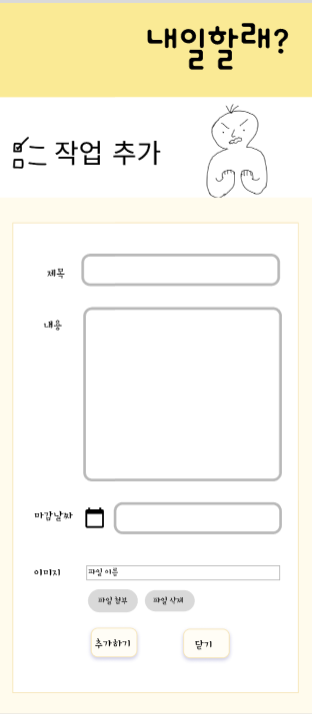 내일할래?
작업 추가
제목
내용
마감날짜
이미지
파일 이름
파일 첨부
파일 삭제
추가하기
닫기